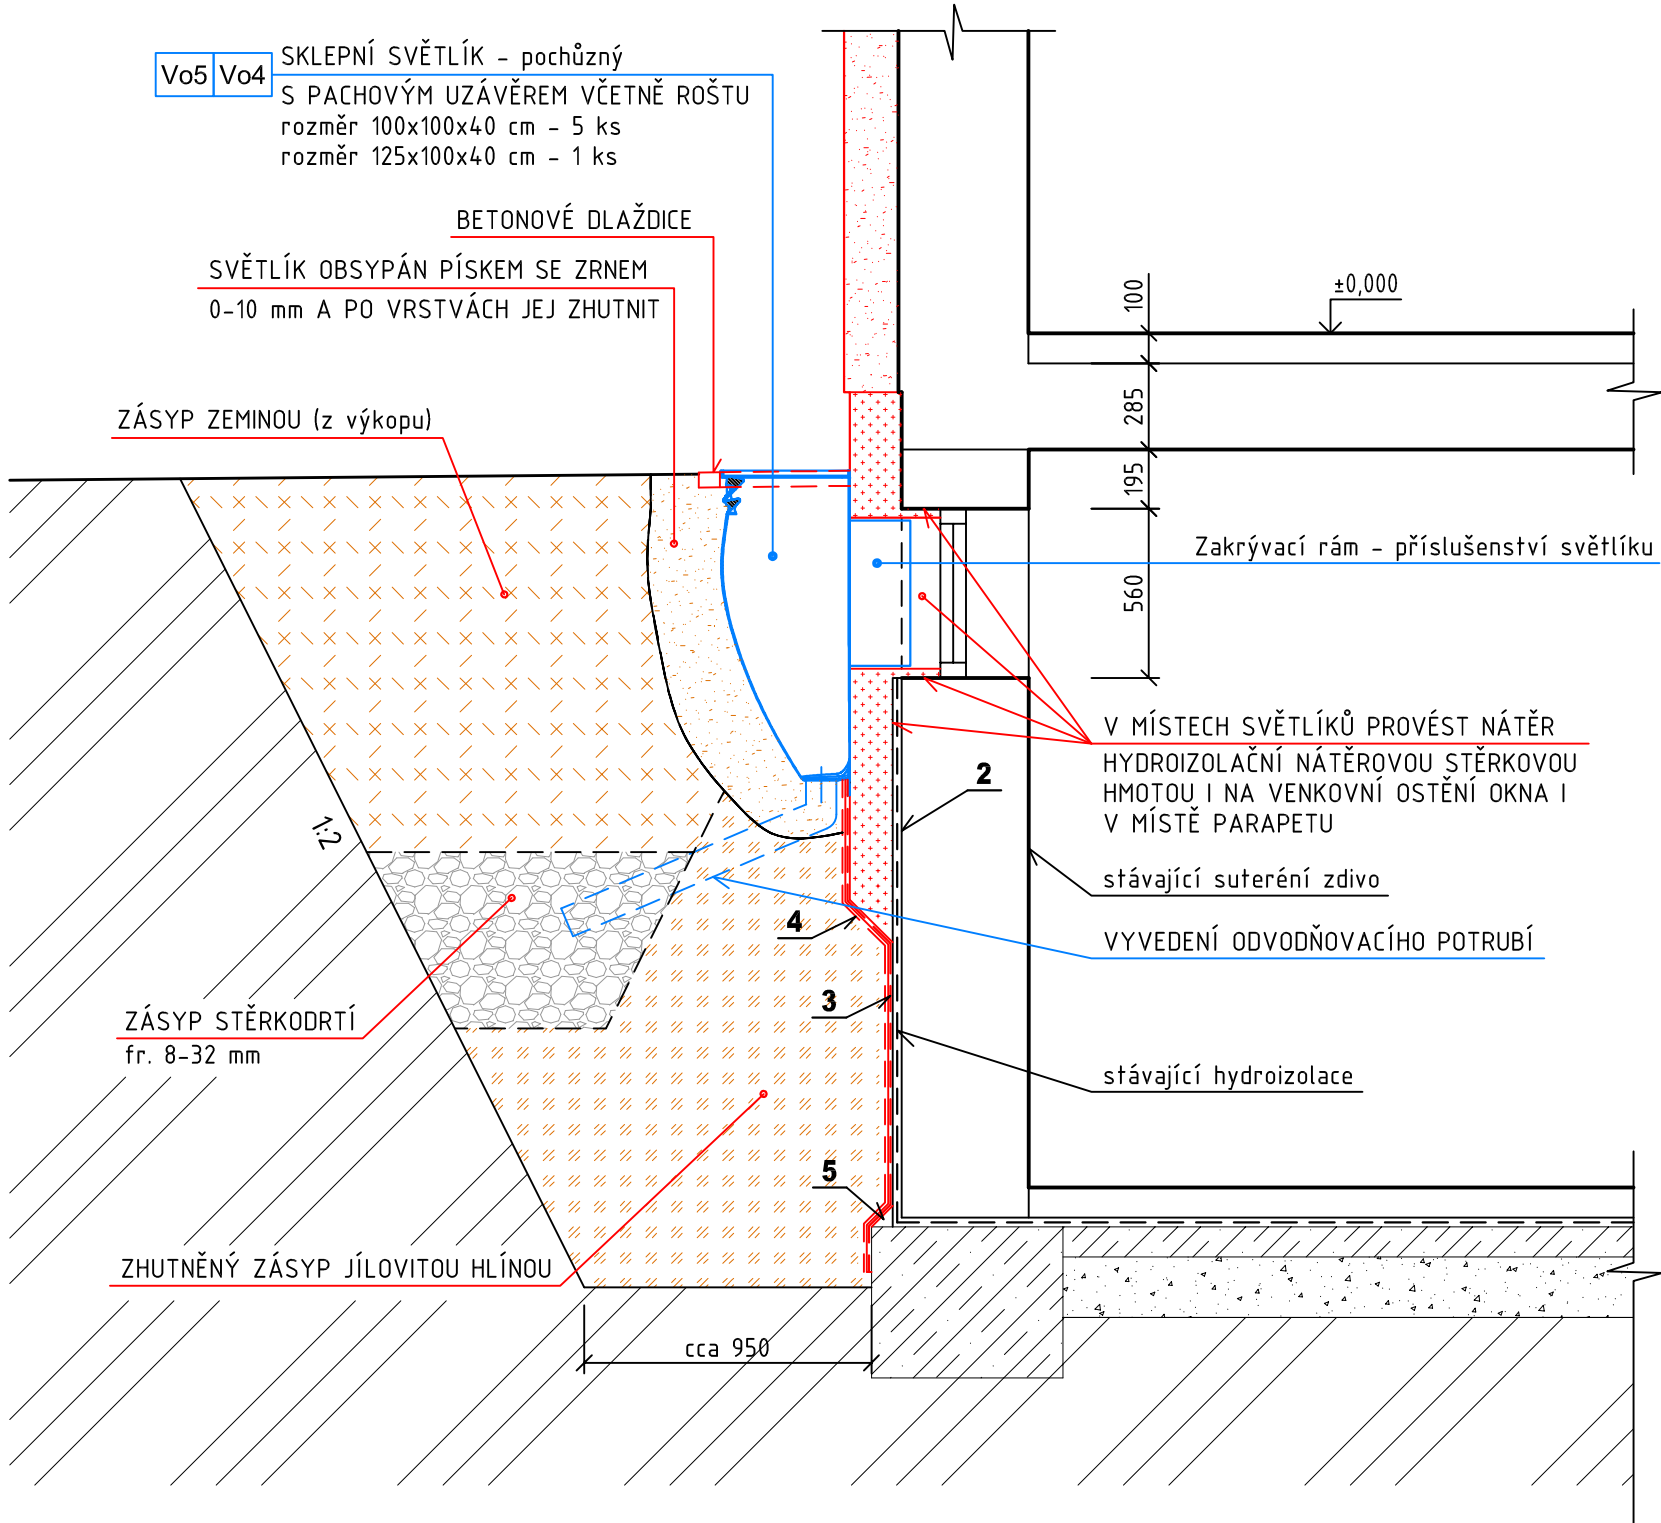 Vo5 Vo4
SKLEPNÍ SVĚTLÍK - pochůzný
S PACHOVÝM UZÁVĚREM VČETNĚ ROŠTU
rozměr 100x100x40 cm - 5 ks
rozměr 125x100x40 cm - 1 ks
BETONOVÉ DLAŽDICE
SVĚTLÍK OBSYPÁN PÍSKEM SE ZRNEM
0-10 mm A PO VRSTVÁCH JEJ ZHUTNIT
ZÁSYP ZEMINOU (z výkopu)
±0,000
100
285
195
560
Zakrývací rám - příslušenství světlíku
V MÍSTECH SVĚTLÍKŮ PROVÉST NÁTĚR
HYDROIZOLAČNÍ NÁTĚROVOU STĚRKOVOU
HMOTOU I NA VENKOVNÍ OSTĚNÍ OKNA I
V MÍSTĚ PARAPETU
2
1:2
stávající suteréní zdivo
4
VYVEDENÍ ODVODŇOVACÍHO POTRUBÍ
3
ZÁSYP STĚRKODRTÍ
fr. 8-32 mm
stávající hydroizolace
5
ZHUTNĚNÝ ZÁSYP JÍLOVITOU HLÍNOU
cca 950